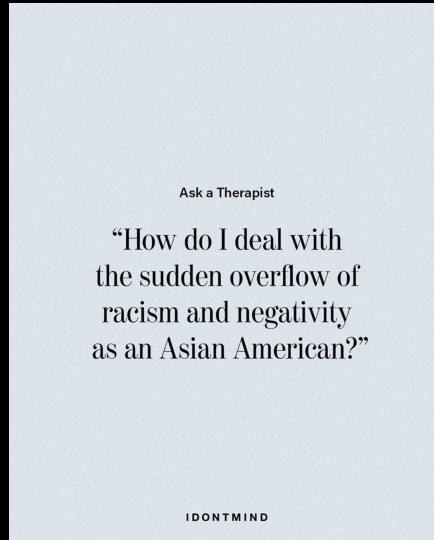 Ask a Therapist
“How do I deal with
the sudden overflow of
racism and negativity
as an Asian American?”
IDONTMIND